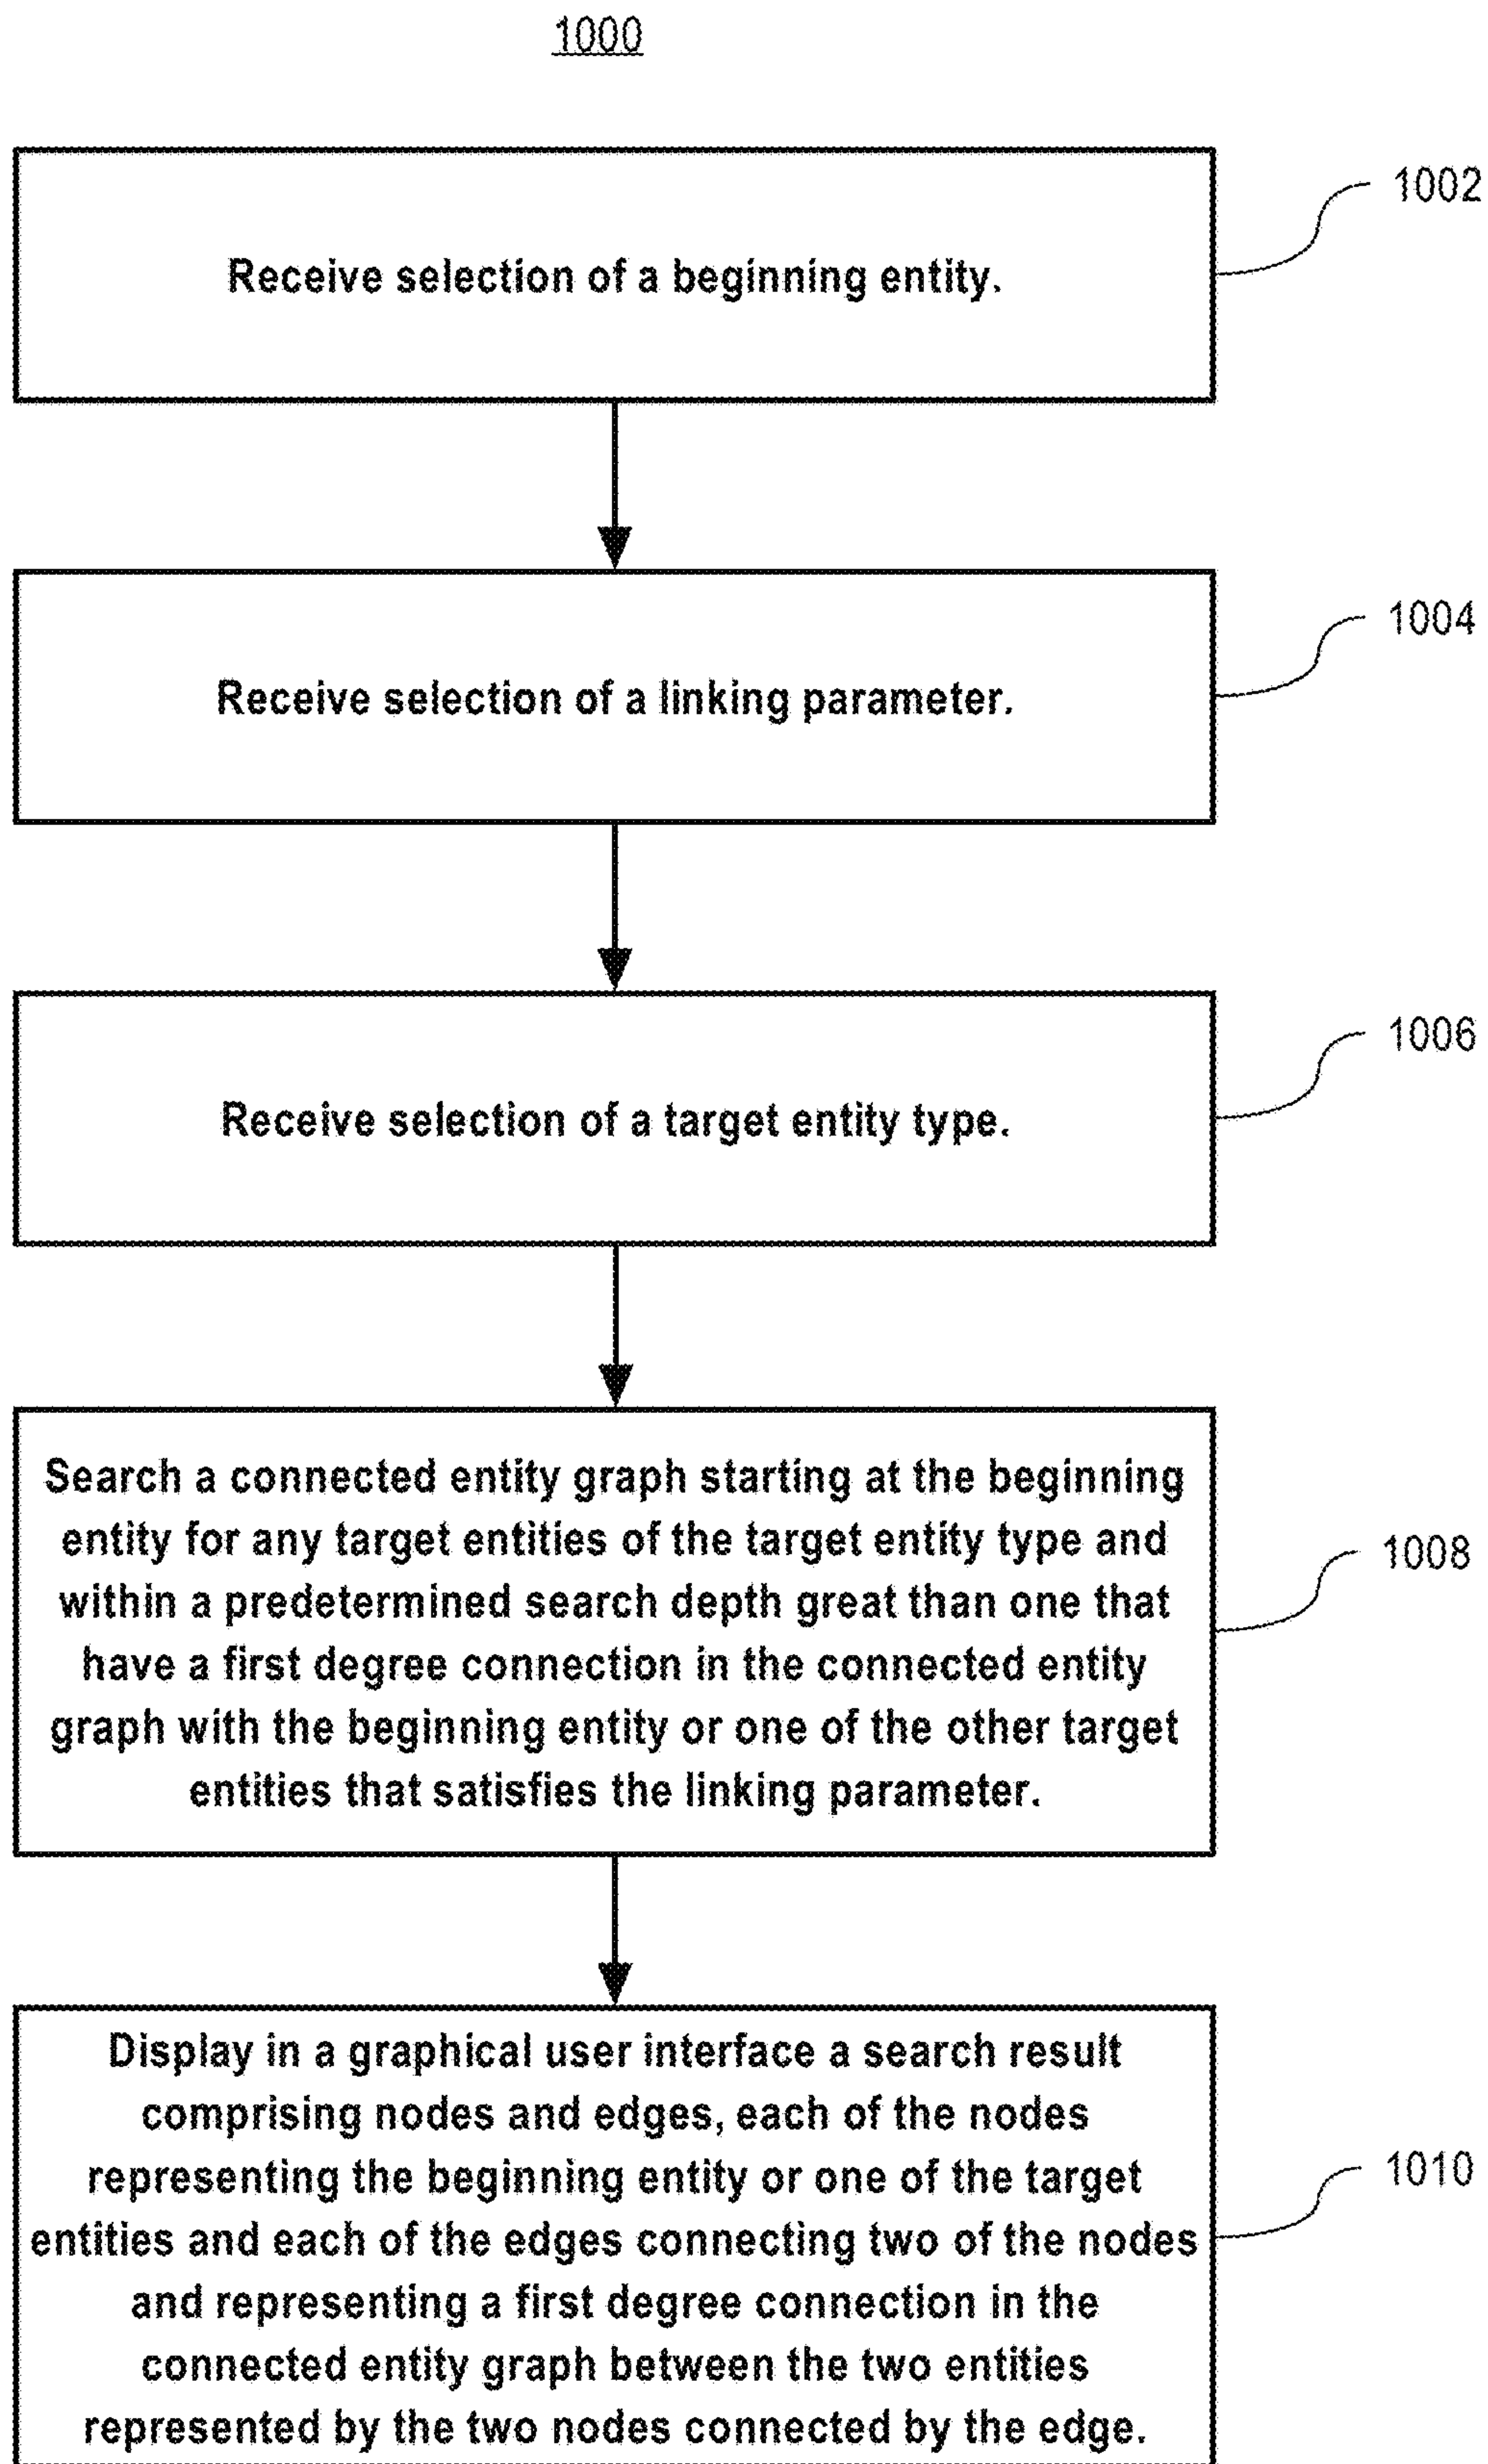 1000
Receive selection of a beginning entity.
1002
Receive selection of a linking parameter.
1004
Receive selection of a target entity type.
1006
Search a connected entity graph starting at the beginning
entity for any target entities of the target entity type and
within a predetermined search depth great than one that
have a first degree connection in the connected entity
graph with the beginning entity or one of the other target
entities that satisfies the linking parameter.
1008
Display in a graphical user interface a search result
comprising nodes and edges, each of the nodes
representing the beginning entity or one of the target
entities and each of the edges connecting two of the nodes
and representing a first degree connection in the
connected entity graph between the two entities
represented by the two nodes connected by the edge.
1010